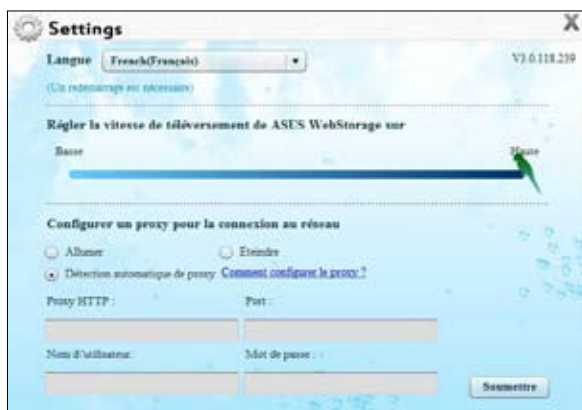 Settings
X
Langue French(Français) V3.0.118.239
(Un redémarrage est nécessaire)
Régler la vitesse de téléversement de ASUS WebStorage sur
Basse Haute
Configurer un proxy pour la connexion au réseau
Allumer Eteindre
Détection automatique de proxy Comment configurer le proxy ?
Proxy HTTP : Port :
Nom d'utilisateur: Mot de passe :
Soumettre